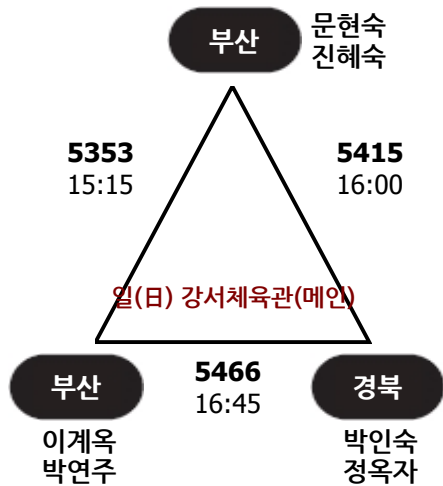 부산
문현숙
진혜숙
5353
15:15
5415
16:00
일(日) 강서체육관(메인)
부산
이계옥
박연주
5466
16:45
경북
박인숙
정옥자